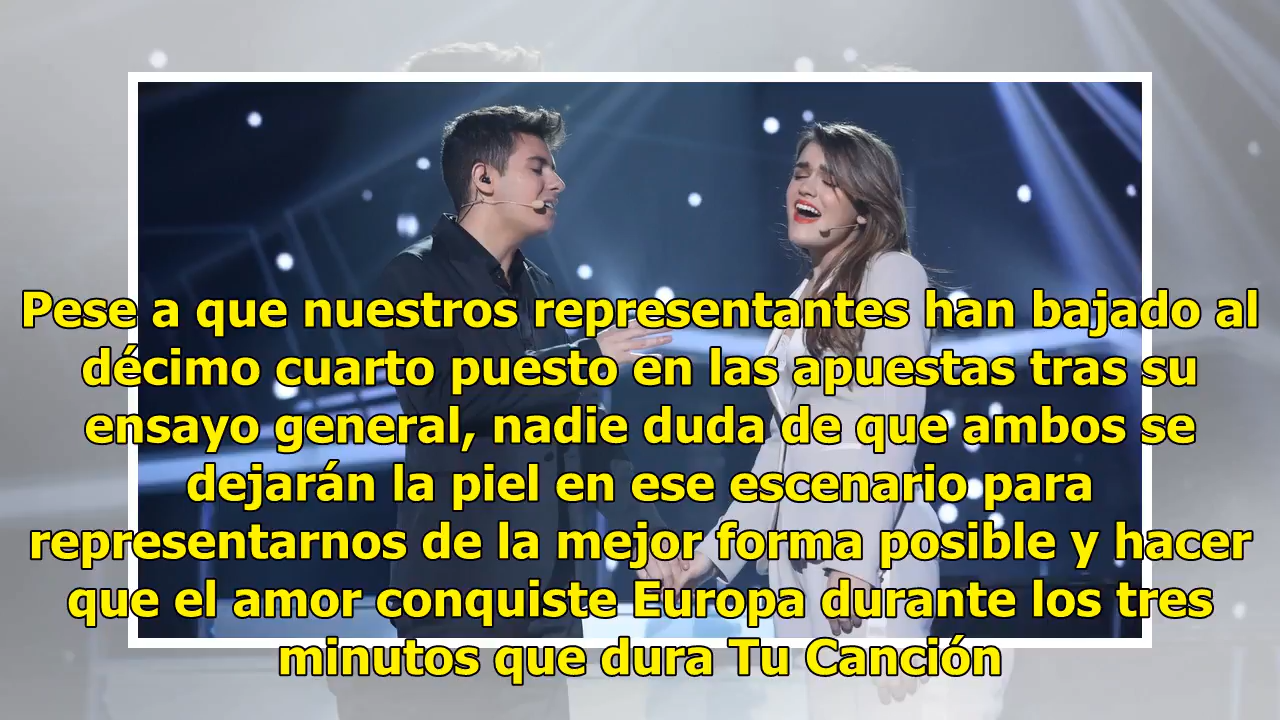 Pese a que nuestros representantes han bajado al
décimo cuarto puesto en las apuestas tras su
ensayo general, nadie duda de que ambos se
dejarán la piel en ese escenario para
representarnos de la mejor forma posible y hacer
que el amor conquiste Europa durante los tres
minutos que dura Tu Canción